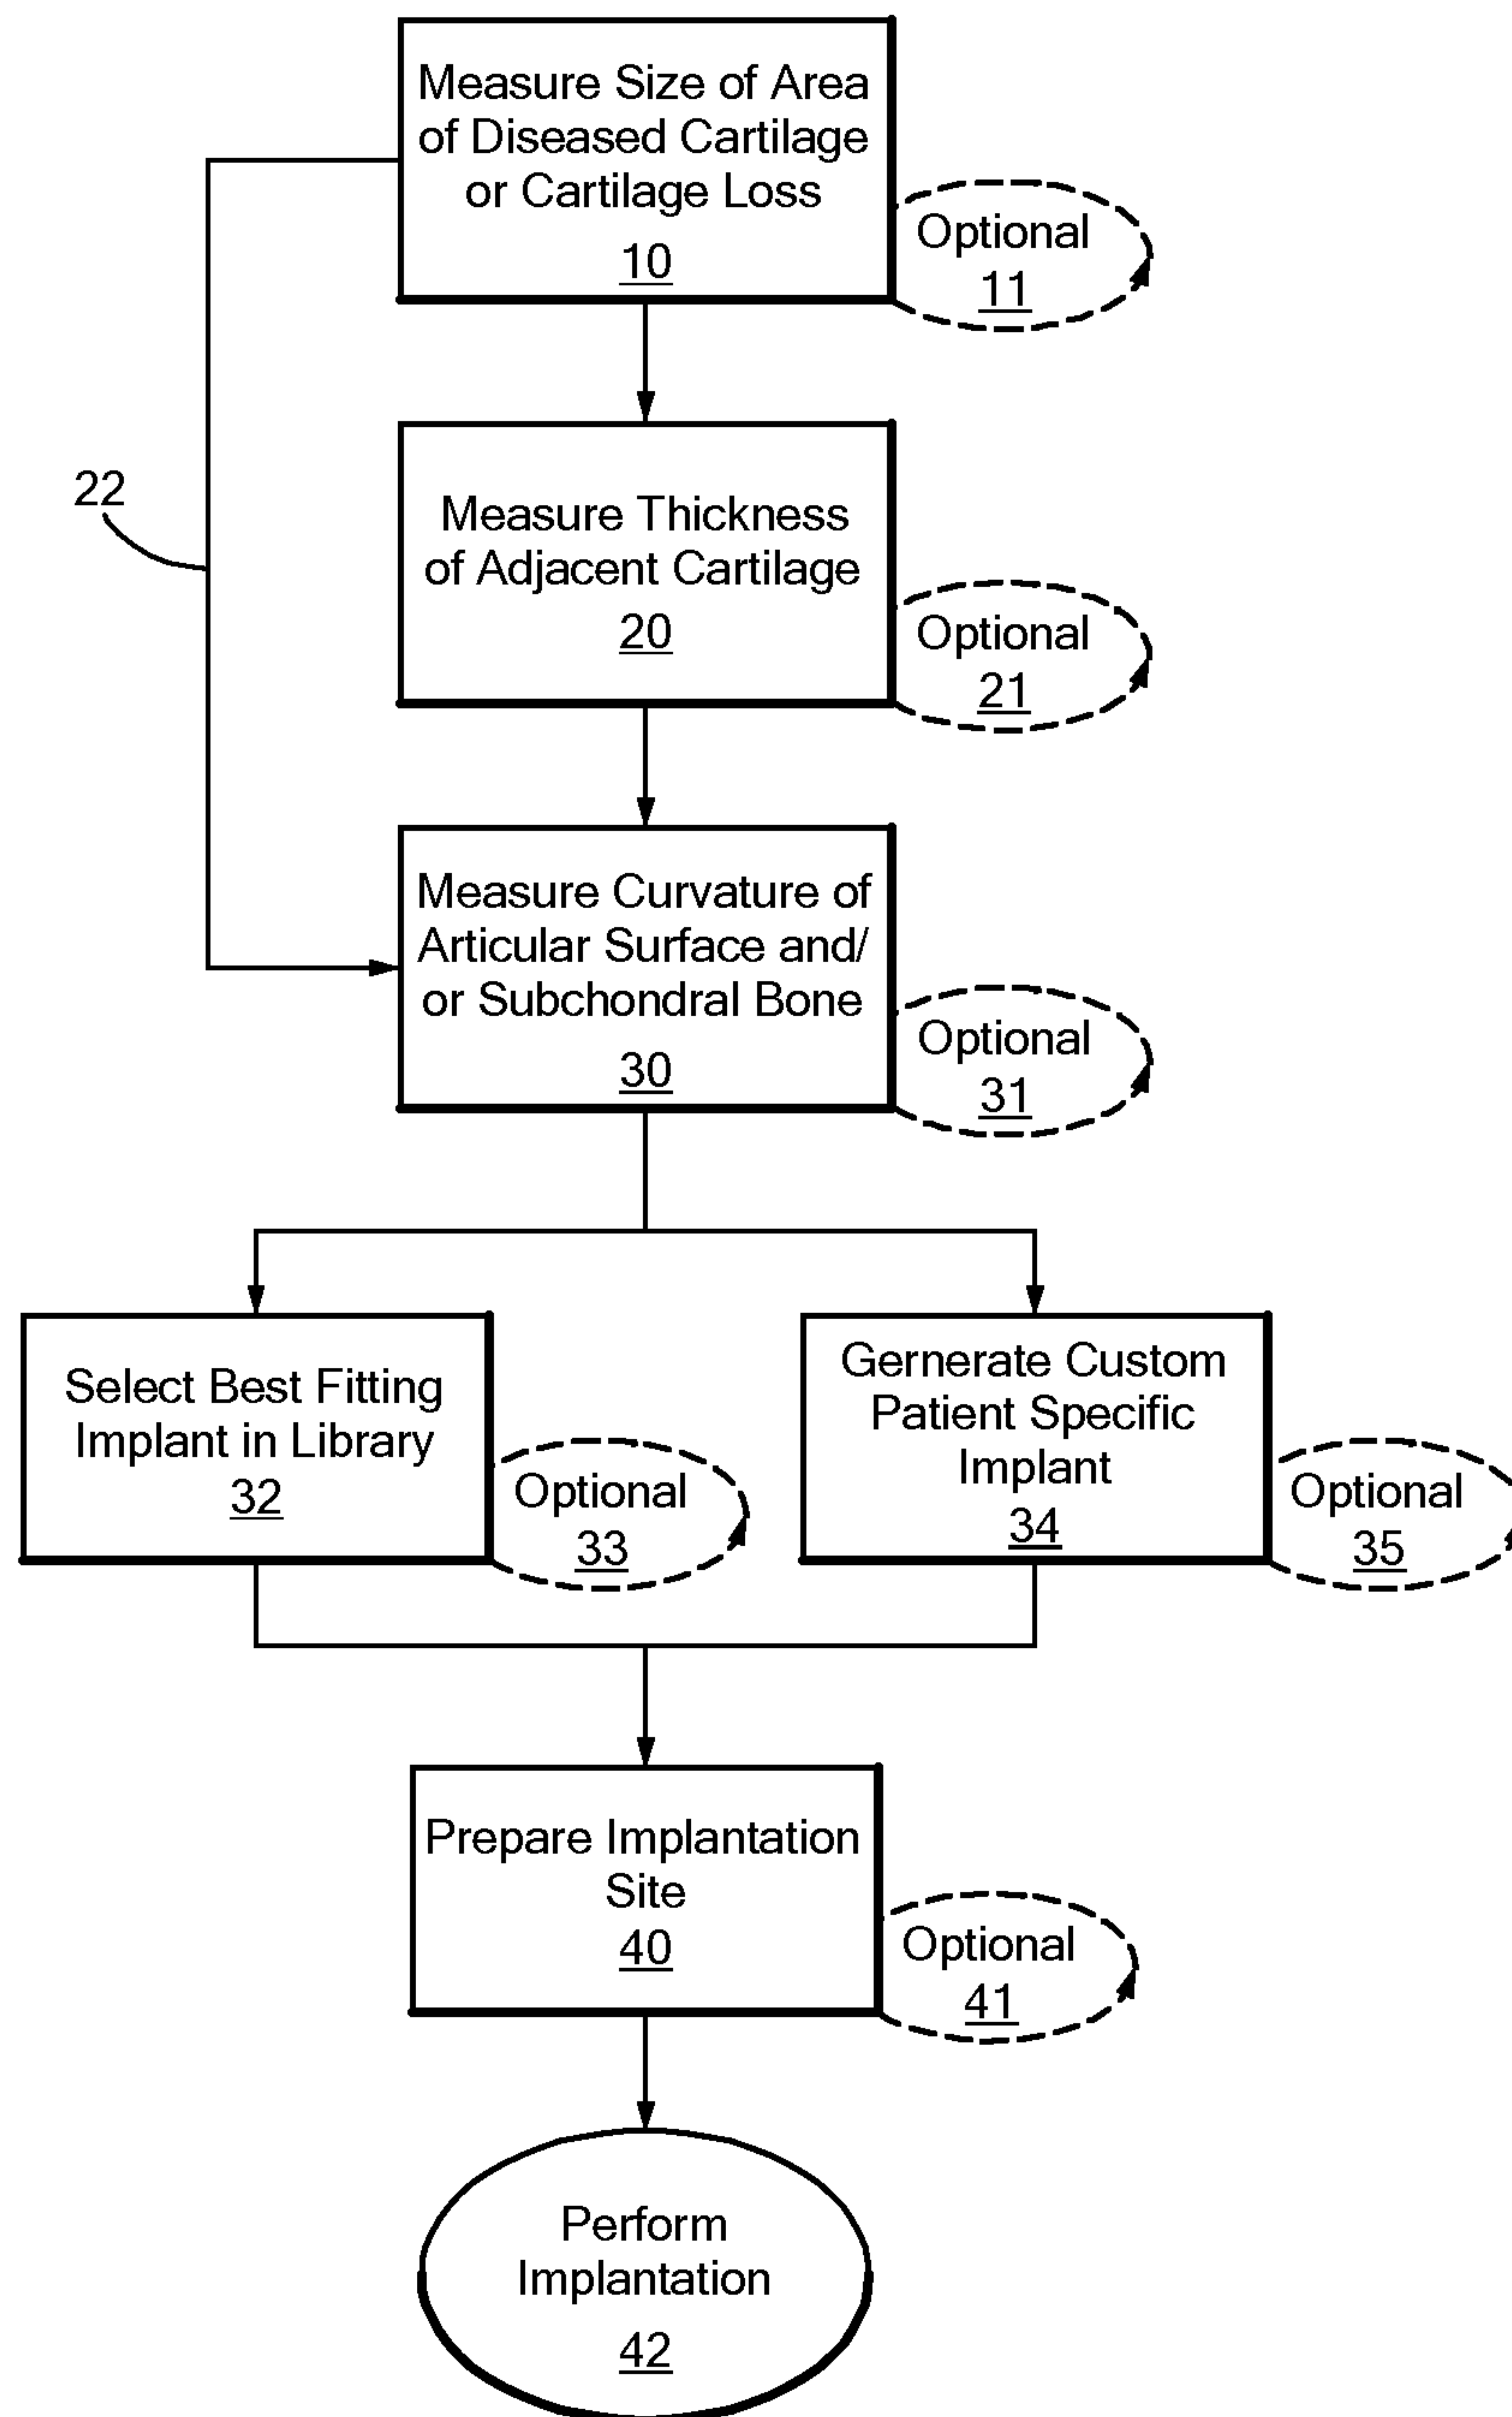 Measure Size of Area
of Diseased Cartilage
or Cartilage Loss
10
Optional
11
22
Measure Thickness
of Adjacent Cartilage
20
Optional
21
Measure Curvature of
Articular Surface and/
or Subchondral Bone
30
Optional
31
Select Best Fitting
Implant in Library
32
Optional
33
Gernerate Custom
Patient Specific
Implant
34
Optional
35
Prepare Implantation
Site
40
Optional
41
Perform
Implantation
42